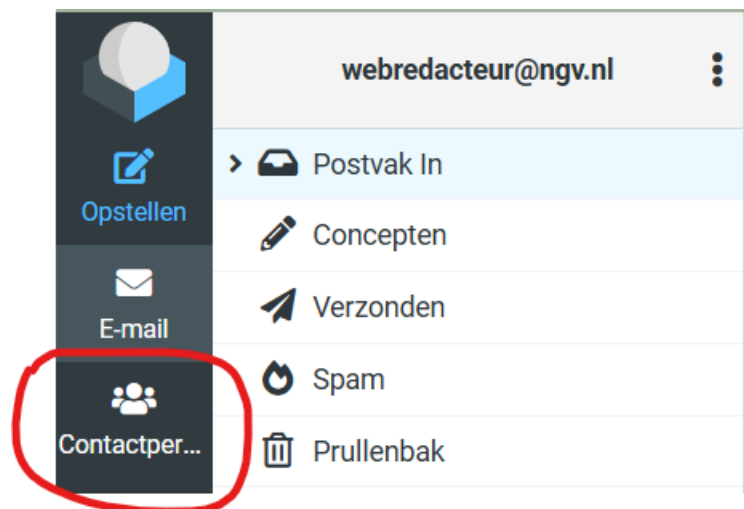 webredacteur@ngv.nl
Opstellen
E-mail
Contactper...
Postvak In
Concepten
Verzonden
Spam
Prullenbak